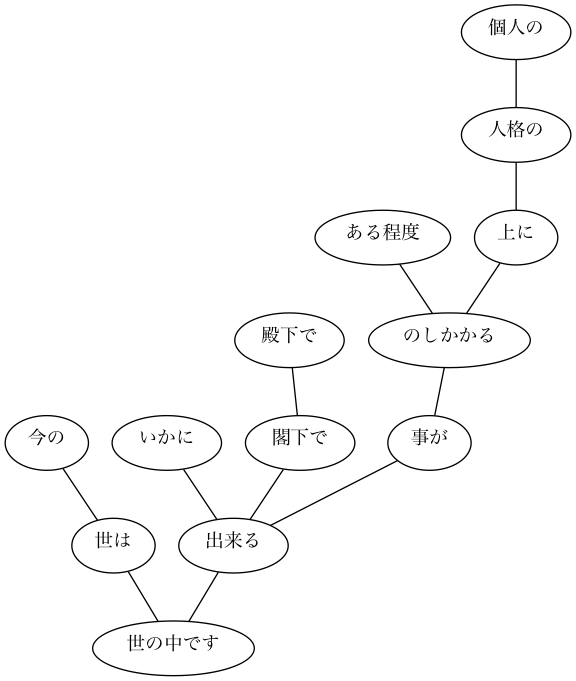 個人の
人格の
ある程度
上に
殿下で
のしかかる
今の
いかに
閣下で
事が
世は
出来る
世の中です